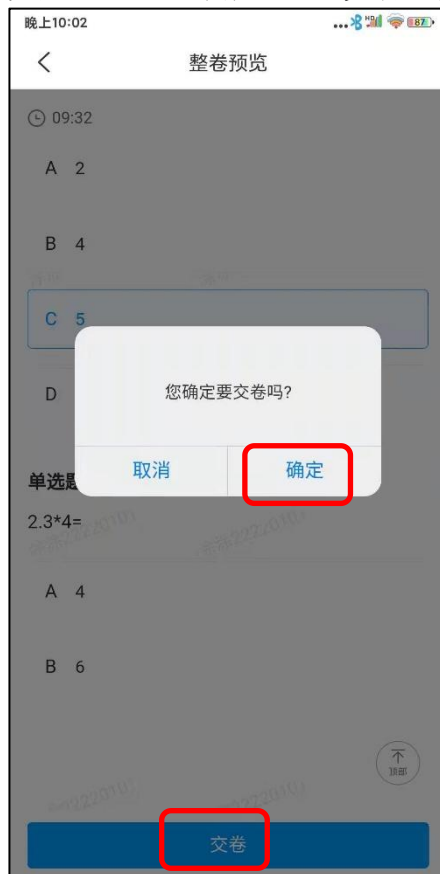 晚上10:02
87
整卷预览
09:32
A 2
B 4
C 5
D
您确定要交卷吗?
取消 确定
单选题
2.3*4=
A 4
B 6
顶部
交卷